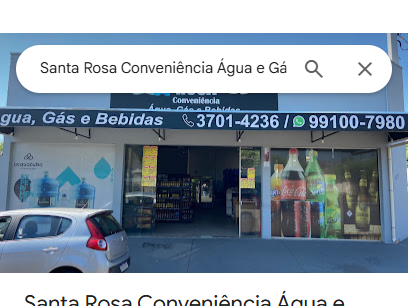 Santa Rosa Conveniência Água e Gá
Conveniência
Água, Gás e Bebidas
gua, Gás e Bebidas 3701-4236 / 99100-7980
Santa Rosa Conveniência Água e